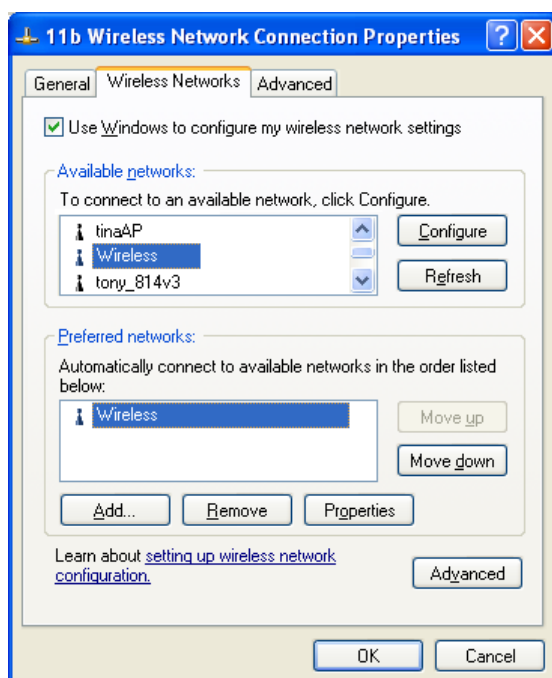 11b Wireless Network Connection Properties
General Wireless Networks Advanced
Use Windows to configure my wireless network settings
Available networks:
To connect to an available network, click Configure.
tinaAP
Wireless
tony_814v3
Configure
Refresh
Preferred networks:
Automatically connect to available networks in the order listed
below:
Wireless
Move up
Move down
Add... Remove Properties
Learn about setting up wireless network
configuration.
Advanced
OK Cancel